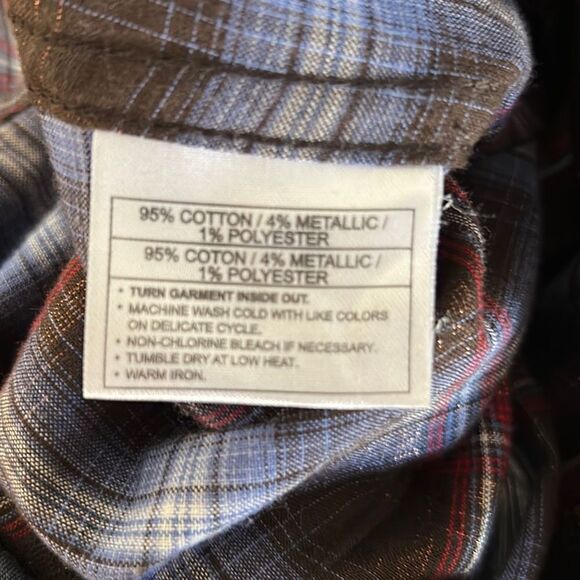 95% COTTON / 4% METALLIC /
1% POLYESTER
95% COTON / 4% METALLIC /
1% POLYESTER
• TURN GARMENT INSIDE OUT.
• MACHINE WASH COLD WITH LIKE COLORS
ON DELICATE CYCLE.
• NON-CHLORINE BLEACH IF NECESSARY.
• TUMBLE DRY AT LOW HEAT.
• WARM IRON.